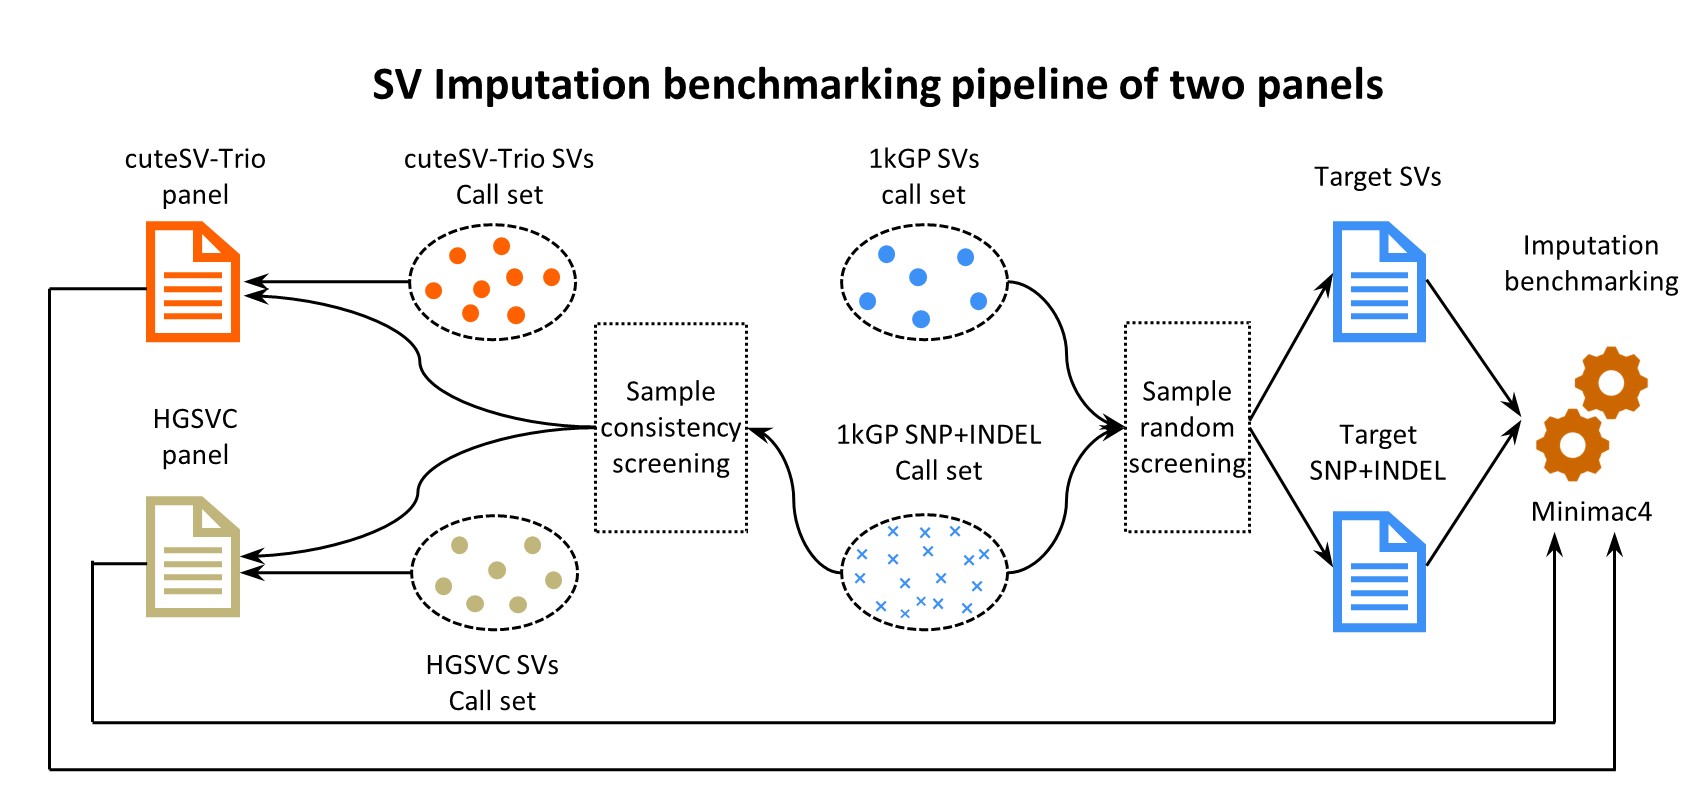 SV Imputation benchmarking pipeline of two panels
cuteSV-Trio
panel
cuteSV-Trio SVs
Call set
1kGP SVs
call set
Target SVs
Imputation
benchmarking
HGSVC
panel
Sample
consistency
screening
1kGP SNP+INDEL
Call set
Sample
random
screening
Target
SNP+INDEL
Minimac4
HGSVC SVs
Call set